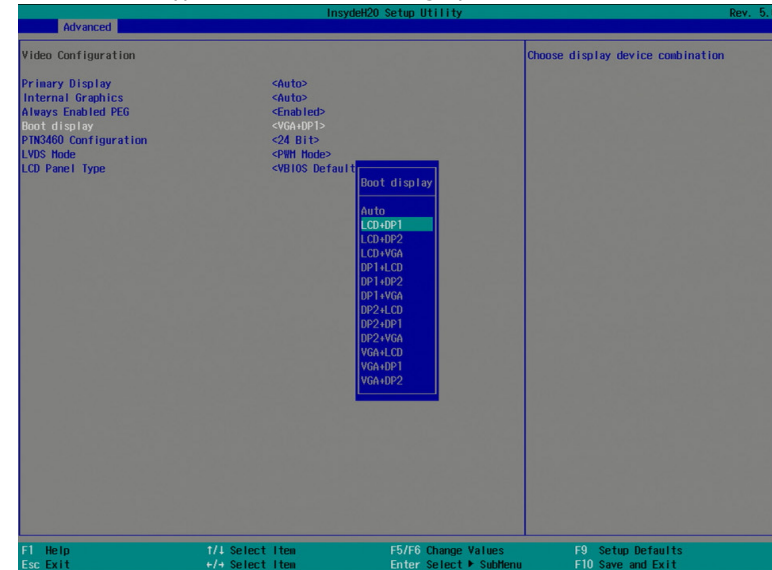 InsydeH20 Setup Utility Rev. 5.
Advanced
Video Configuration
Choose display device combination
Primary Display <Auto>
Internal Graphics <Auto>
Always Enabled PEG <Enabled>
Boot display <VGA+DP1>
PTN3460 Configuration <24 Bit>
LVDS Mode <PWM Mode>
LCD Panel Type <VBIOS Default
Boot display
Auto
LCD+DP1
LCD+DP2
LCD+VGA
DP1+LCD
DP1+DP2
DP1+VGA
DP2+LCD
DP2+DP1
DP2+VGA
VGA+LCD
VGA+DP1
VGA+DP2
F1 Help ↑/↓ Select Item F5/F6 Change Values F9 Setup Defaults
Esc Exit ←/→ Select Item Enter Select ▶ SubMenu F10 Save and Exit